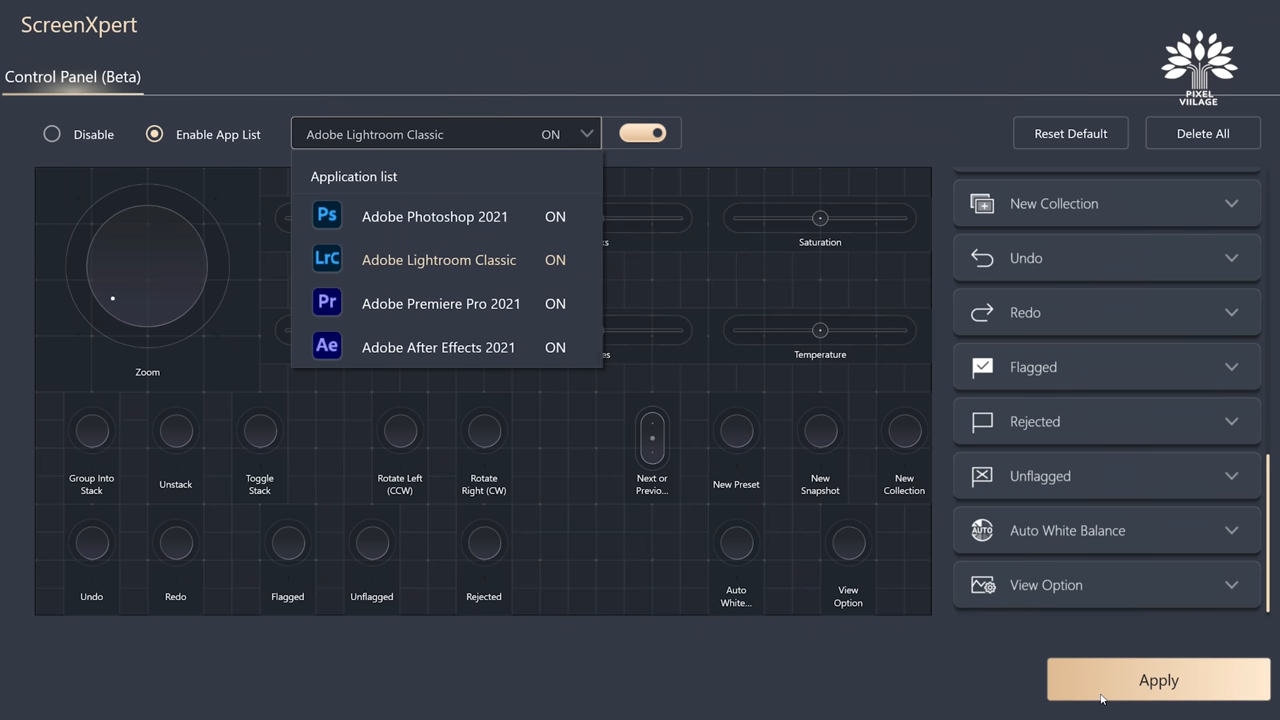 ScreenXpert
PIXEL
VIILAGE
Control Panel (Beta)
Disable
Enable App List
Adobe Lightroom Classic
ON
Reset Default
Delete All
Application list
Ps Adobe Photoshop 2021 ON
LrC Adobe Lightroom Classic ON
Pr Adobe Premiere Pro 2021 ON
Ae Adobe After Effects 2021 ON
Zoom
ks
Saturation
es
Temperature
Group Into
Stack
Unstack
Toggle
Stack
Rotate Left
(CCW)
Rotate
Right (CW)
Next or
Previo...
New Preset
New
Snapshot
New
Collection
Undo
Redo
Flagged
Unflagged
Rejected
Auto
White...
View
Option
New Collection
Undo
Redo
Flagged
Rejected
Unflagged
AUTO
Auto White Balance
View Option
Apply